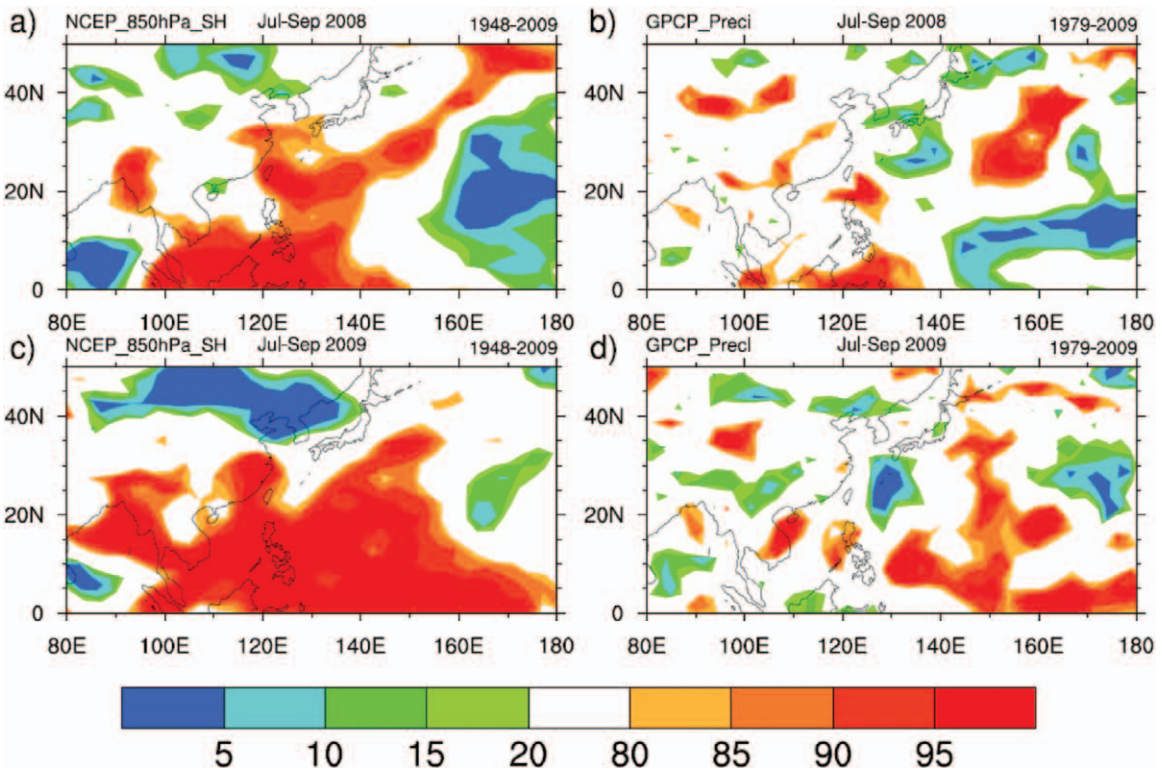 a) NCEP_850hPa_SH Jul-Sep 2008 1948-2009
b) GPCP_Preci Jul-Sep 2008 1979-2009
40N
20N
0
80E 100E 120E 140E 160E 180
40N
20N
0
80E 100E 120E 140E 160E 180
c) NCEP_850hPa_SH Jul-Sep 2009 1948-2009
d) GPCP_Preci Jul-Sep 2009 1979-2009
40N
20N
0
80E 100E 120E 140E 160E 180
40N
20N
0
80E 100E 120E 140E 160E 180
5 10 15 20 80 85 90 95